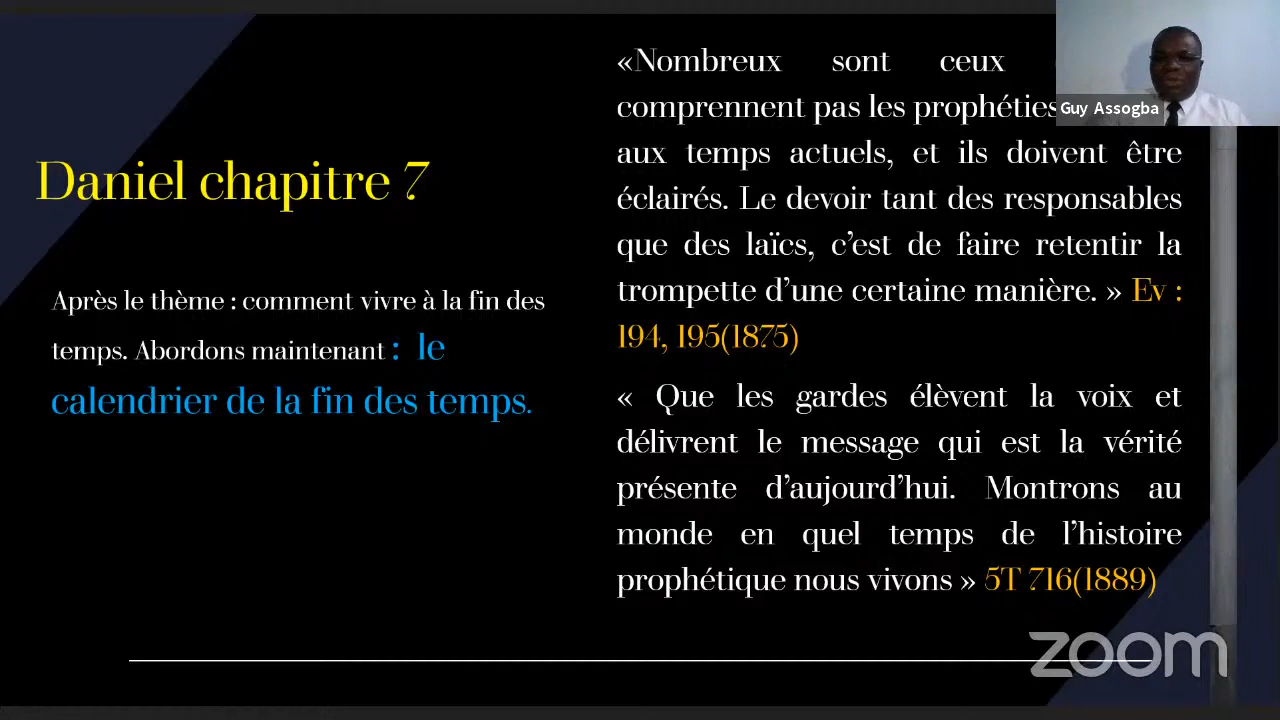 Daniel chapitre 7
Après le thème : comment vivre à la fin des
temps. Abordons maintenant : le
calendrier de la fin des temps.
«Nombreux sont ceux
comprennent pas les prophéties
aux temps actuels, et ils doivent être
éclairés. Le devoir tant des responsables
que des laïcs, c’est de faire retentir la
trompette d’une certaine manière. » Ev :
194, 195(1875)
« Que les gardes élèvent la voix et
délivrent le message qui est la vérité
présente d’aujourd’hui. Montrons au
monde en quel temps de l’histoire
prophétique nous vivons » 5T 716(1889)
Guy Assogba
zoom